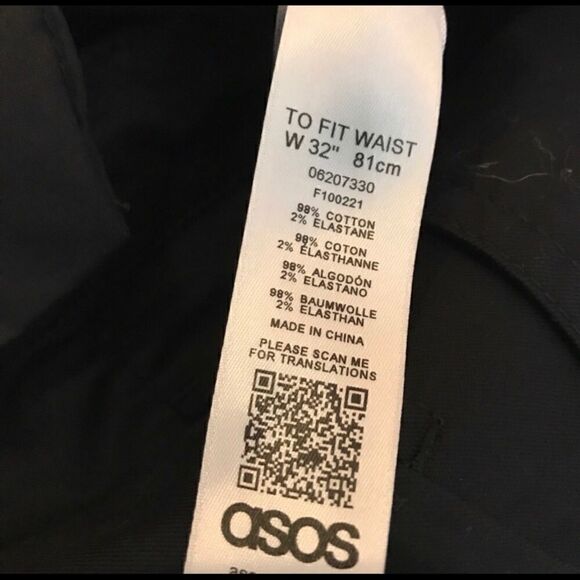 TO FIT WAIST
W 32" 81cm
06207330
F100221
98% COTTON
2% ELASTANE
98% COTON
2% ÉLASTHANNE
98% ALGODÓN
2% ELASTANO
98% BAUMWOLLE
2% ELASTHAN
MADE IN CHINA
PLEASE SCAN ME
FOR TRANSLATIONS
asos